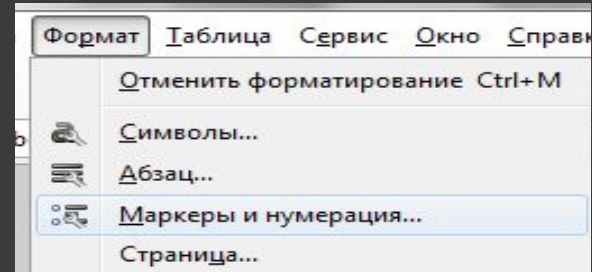 Формат Таблица Сервис Окно
Отменить форматирование Ctrl+M
Символы...
Абзац...
Маркеры и нумерация...
Страница...